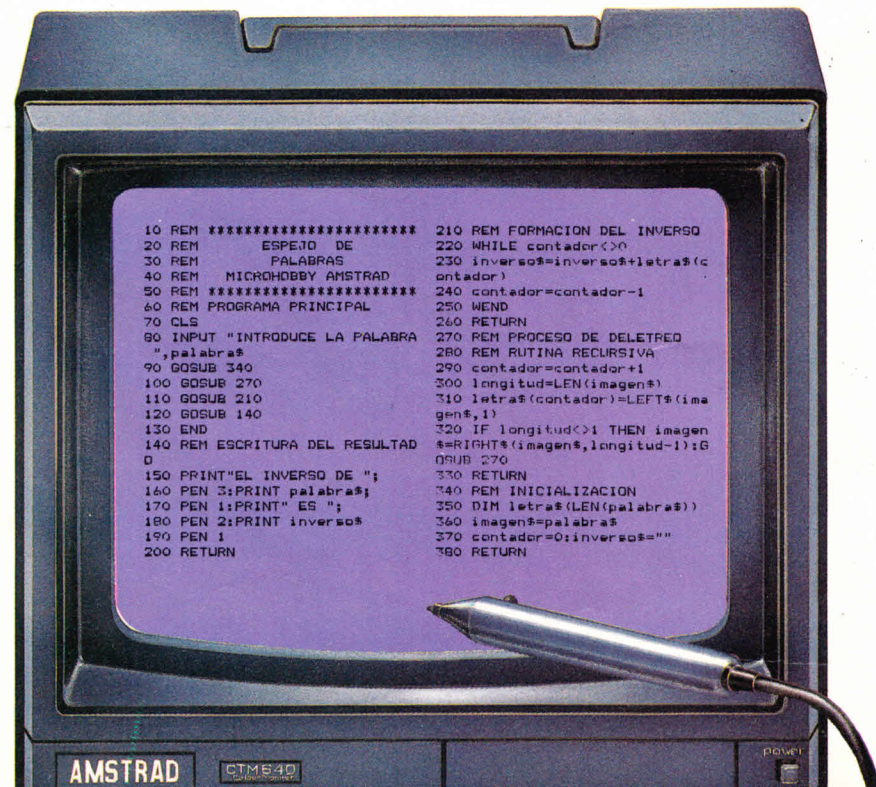 10 REM ***********************
20 REM ESPEJO DE
30 REM PALABRAS
40 REM MICROHOBBY AMSTRAD
50 REM ***********************
60 REM PROGRAMA PRINCIPAL
70 CLS
80 INPUT "INTRODUCE LA PALABRA
",palabra$
90 GOSUB 340
100 GOSUB 270
110 GOSUB 210
120 GOSUB 140
130 END
140 REM ESCRITURA DEL RESULTAD
O
150 PRINT"EL INVERSO DE ";
160 PEN 3:PRINT palabra$;
170 PEN 1:PRINT" ES ";
180 PEN 2:PRINT inverso$
190 PEN 1
200 RETURN
210 REM FORMACION DEL INVERSO
220 WHILE contador<>0
230 inverso$=inverso$+letra$(c
ontador)
240 contador=contador-1
250 WEND
260 RETURN
270 REM PROCESO DE DELETREO
280 REM RUTINA RECURSIVA
290 contador=contador+1
300 longitud=LEN(imagen$)
310 letra$(contador)=LEFT$(ima
gen$,1)
320 IF longitud<>1 THEN imagen
$=RIGHT$(imagen$,longitud-1):G
OSUB 270
330 RETURN
340 REM INICIALIZACION
350 DIM letra$(LEN(palabra$))
360 imagen$=palabra$
370 contador=0:inverso$=""
380 RETURN
AMSTRAD
CTM640
power